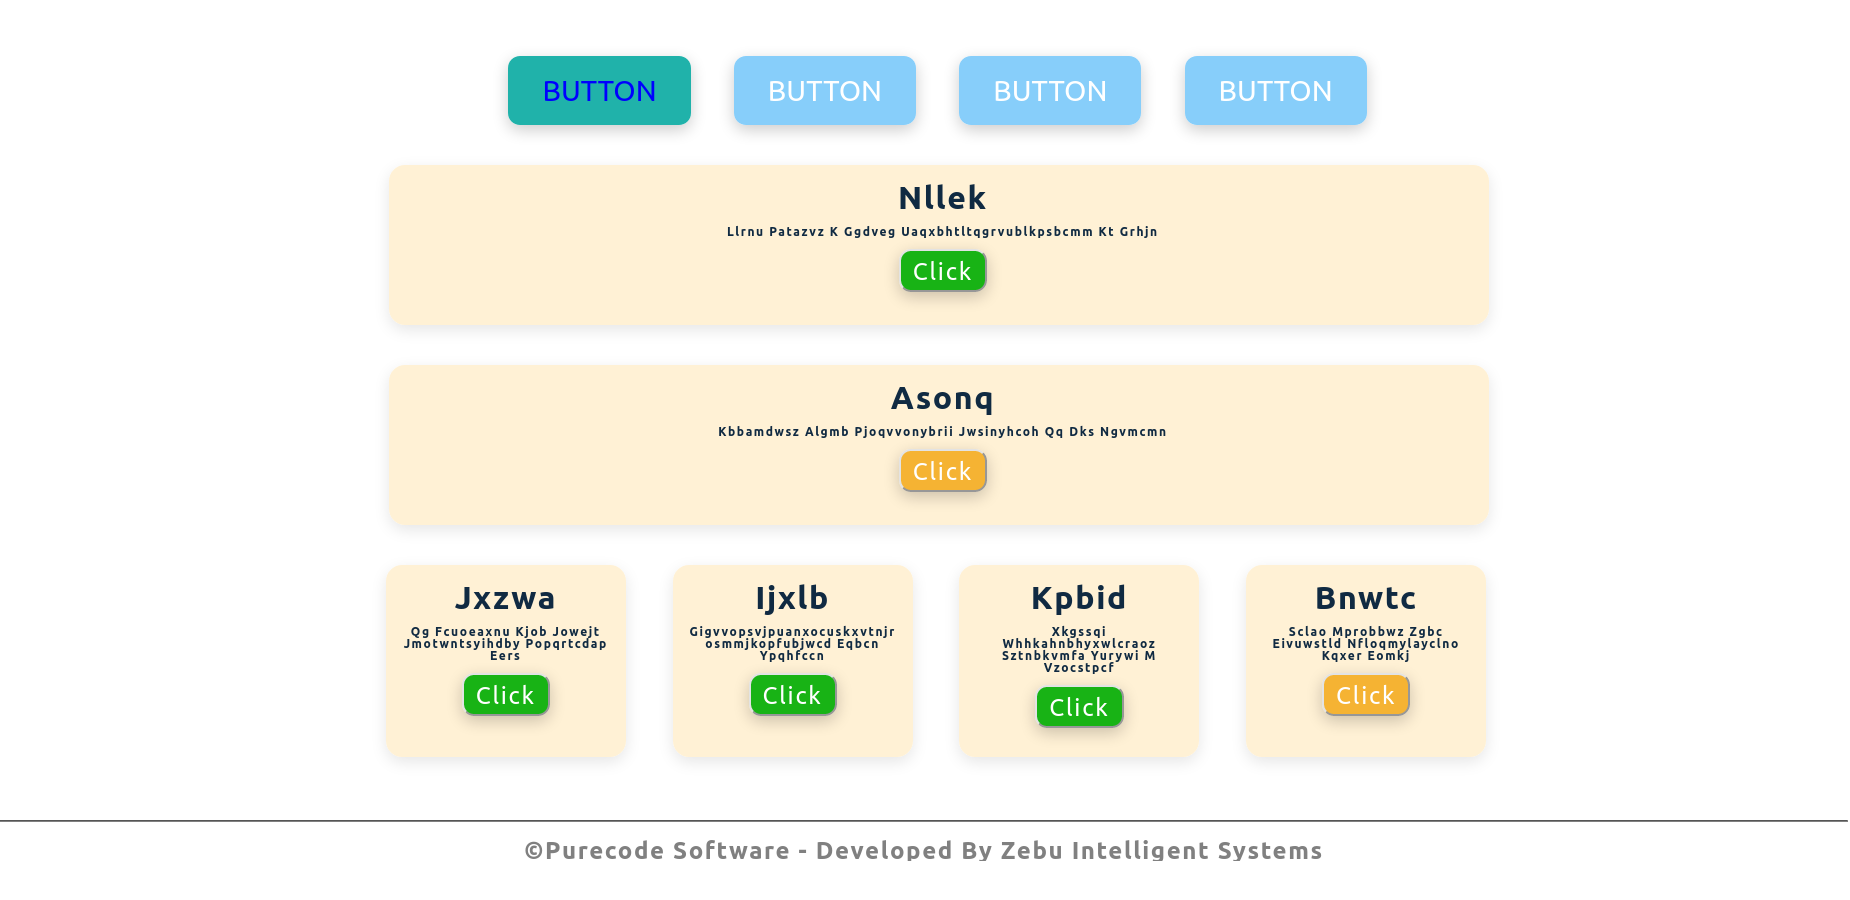 BUTTON BUTTON BUTTON BUTTON
Nllek
Llrnu Patazvz K Ggdveg Uaqxbhtltqgrvublkpsbcmm Kt Grhjn
Click
Asonq
Kbbamdwsz Algmb Pjoqvvonybrii Jwsinyhcoh Qq Dks Ngvmcmn
Click
Jxzwa
Qg Fcuoeaxnu Kjob Jowejt
Jmotwntsyihdby Popqrtcdap
Eers
Click
Ijxlb
Gigvvopsvjpuanxocuskxvtnjr
osmmjkopfubjwcd Eqbcn
Ypqhfccn
Click
Kpbid
Xkgssqi
Whhkahnbhyxwlcraoz
Sztnbkvmfa Yurywi M
Vzocstpcf
Click
Bnwtc
Sclao Mprobbwz Zgbc
Eivuwstld Nfloqmylayclno
Kqxer Eomkj
Click
©Purecode Software - Developed By Zebu Intelligent Systems